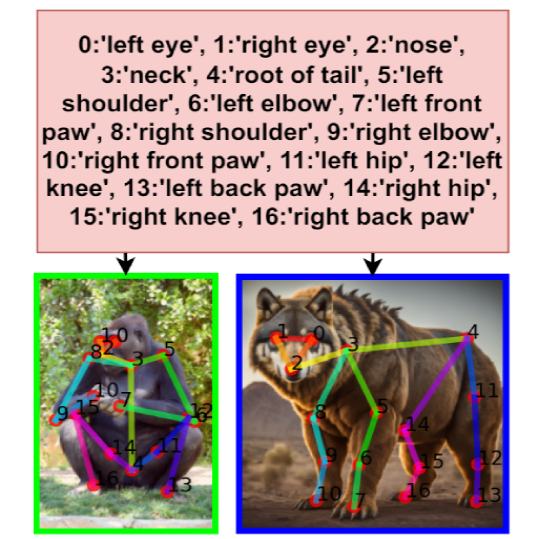 0:'left eye', 1:'right eye', 2:'nose',
3:'neck', 4:'root of tail', 5:'left
shoulder', 6:'left elbow', 7:'left front
paw', 8:'right shoulder', 9:'right elbow',
10:'right front paw', 11:'left hip', 12:'left
knee', 13:'left back paw', 14:'right hip',
15:'right knee', 16:'right back paw'
1 0
8 2 3 5
10
9 15 7 12 6
14 4 11
16 13
1 0
2 3 4
11
8 5
14
9 6 15 12
10 7 16 13